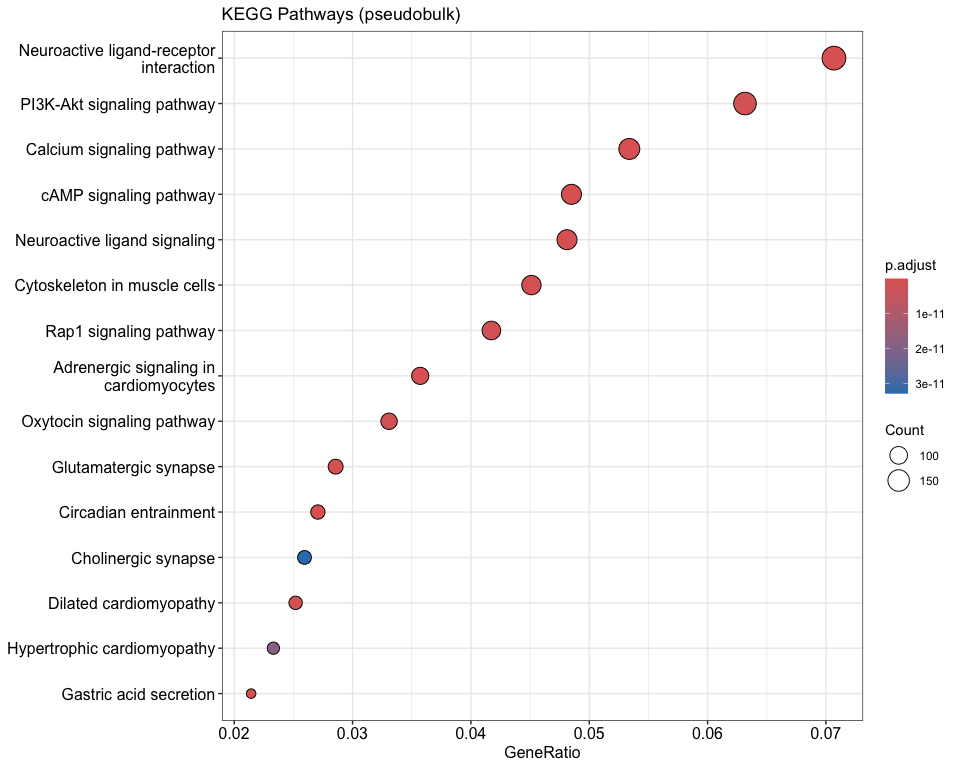 KEGG Pathways (pseudobulk)
Neuroactive ligand-receptor
interaction
PI3K-Akt signaling pathway
Calcium signaling pathway
cAMP signaling pathway
Neuroactive ligand signaling
Cytoskeleton in muscle cells
Rap1 signaling pathway
Adrenergic signaling in
cardiomyocytes
Oxytocin signaling pathway
Glutamatergic synapse
Circadian entrainment
Cholinergic synapse
Dilated cardiomyopathy
Hypertrophic cardiomyopathy
Gastric acid secretion
0.02 0.03 0.04 0.05 0.06 0.07
GeneRatio
p.adjust
1e-11
2e-11
3e-11
Count
100
150